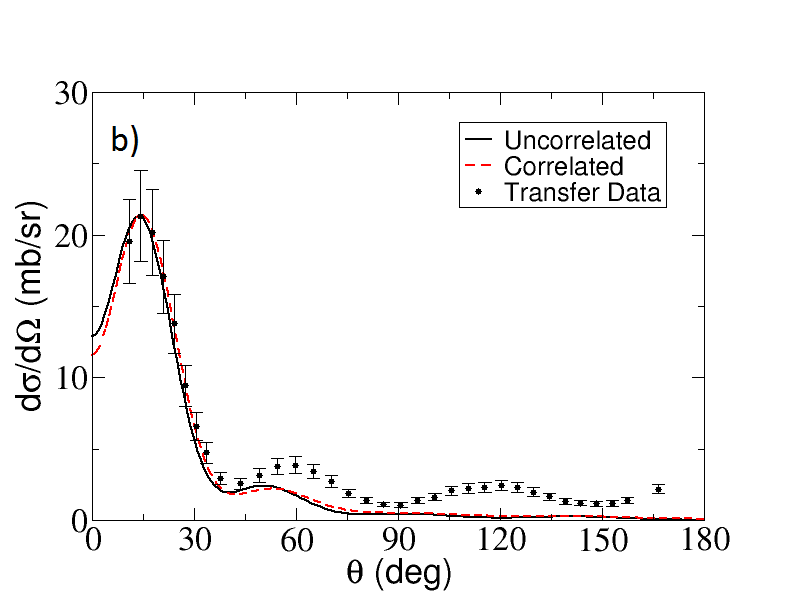 30
b)
Uncorrelated
Correlated
Transfer Data
20
dσ/dΩ (mb/sr)
10
0
0 30 60 90 120 150 180
θ (deg)